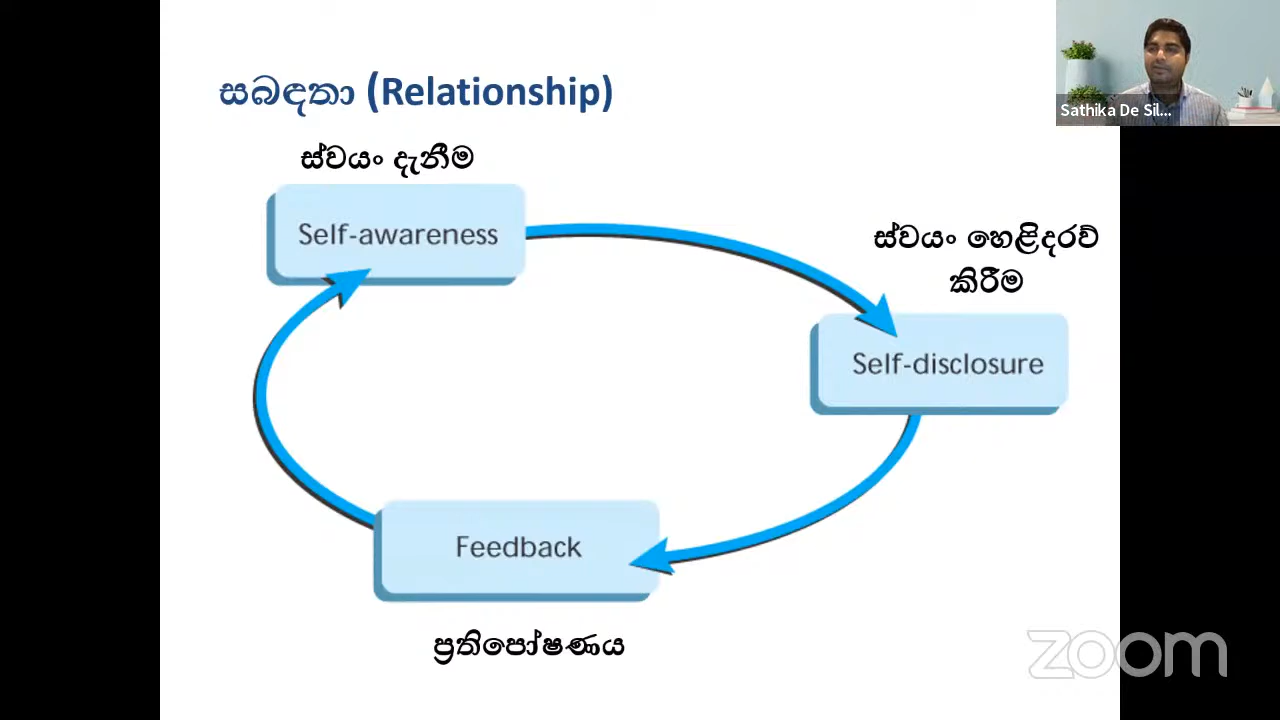 සබඳතා (Relationship)
ස්වයං දැනීම
Self-awareness
ස්වයං හෙළිදරව්
කිරීම
Self-disclosure
Feedback
ප්‍රතිපෝෂණය
Sathika De Sil...
zoom